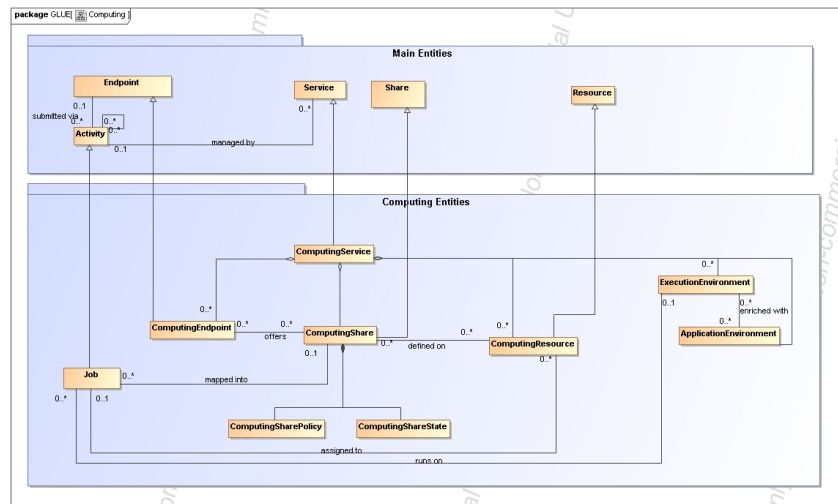 package GLUE[ Computing ]
Main Entities
Endpoint
Service
Share
Resource
0..1
0..*
submitted via
0..*
0..*
0..*
Activity
0..1
managed by
Computing Entities
ComputingService
0..*
ExecutionEnvironment
0..*
0..1
0..*
enriched with
0..*
0..*
0..*
0..*
0..*
ComputingEndpoint
offers
ComputingShare
ApplicationEnvironment
0..*
defined on
ComputingResource
0..1
0..*
Job
0..*
mapped into
0..*
0..1
ComputingSharePolicy
ComputingShareState
assigned to
runs on